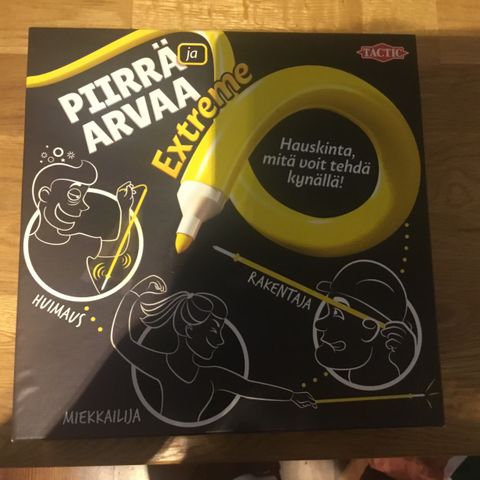 PIIRRÄ ja
ARVAA
Extreme
TACTIC
Hauskinta,
mitä voit tehdä
kynällä!
HUIMAUS
RAKENTAJA
MIEKKAILIJA